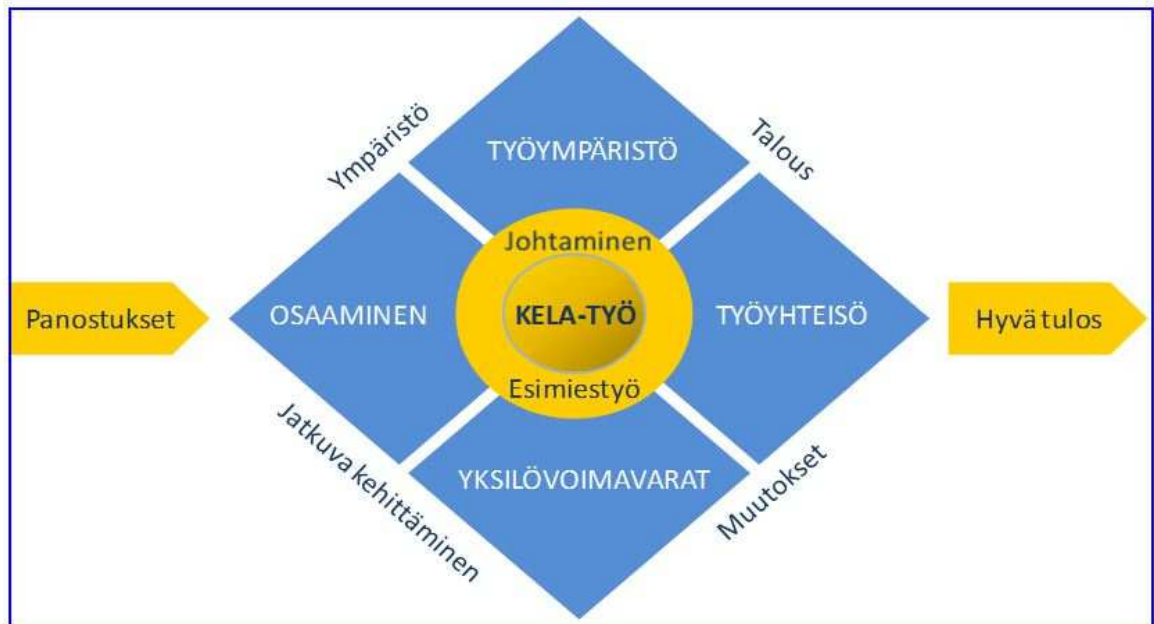 Ympäristö
Talous
TYÖYMPÄRISTÖ
Johtaminen
Panostukset
OSAAMINEN
KELA-TYÖ
TYÖYHTEISÖ
Hyvä tulos
Esimiestyö
YKSILÖVOIMAVARAT
Jatkuva kehittäminen
Muutokset